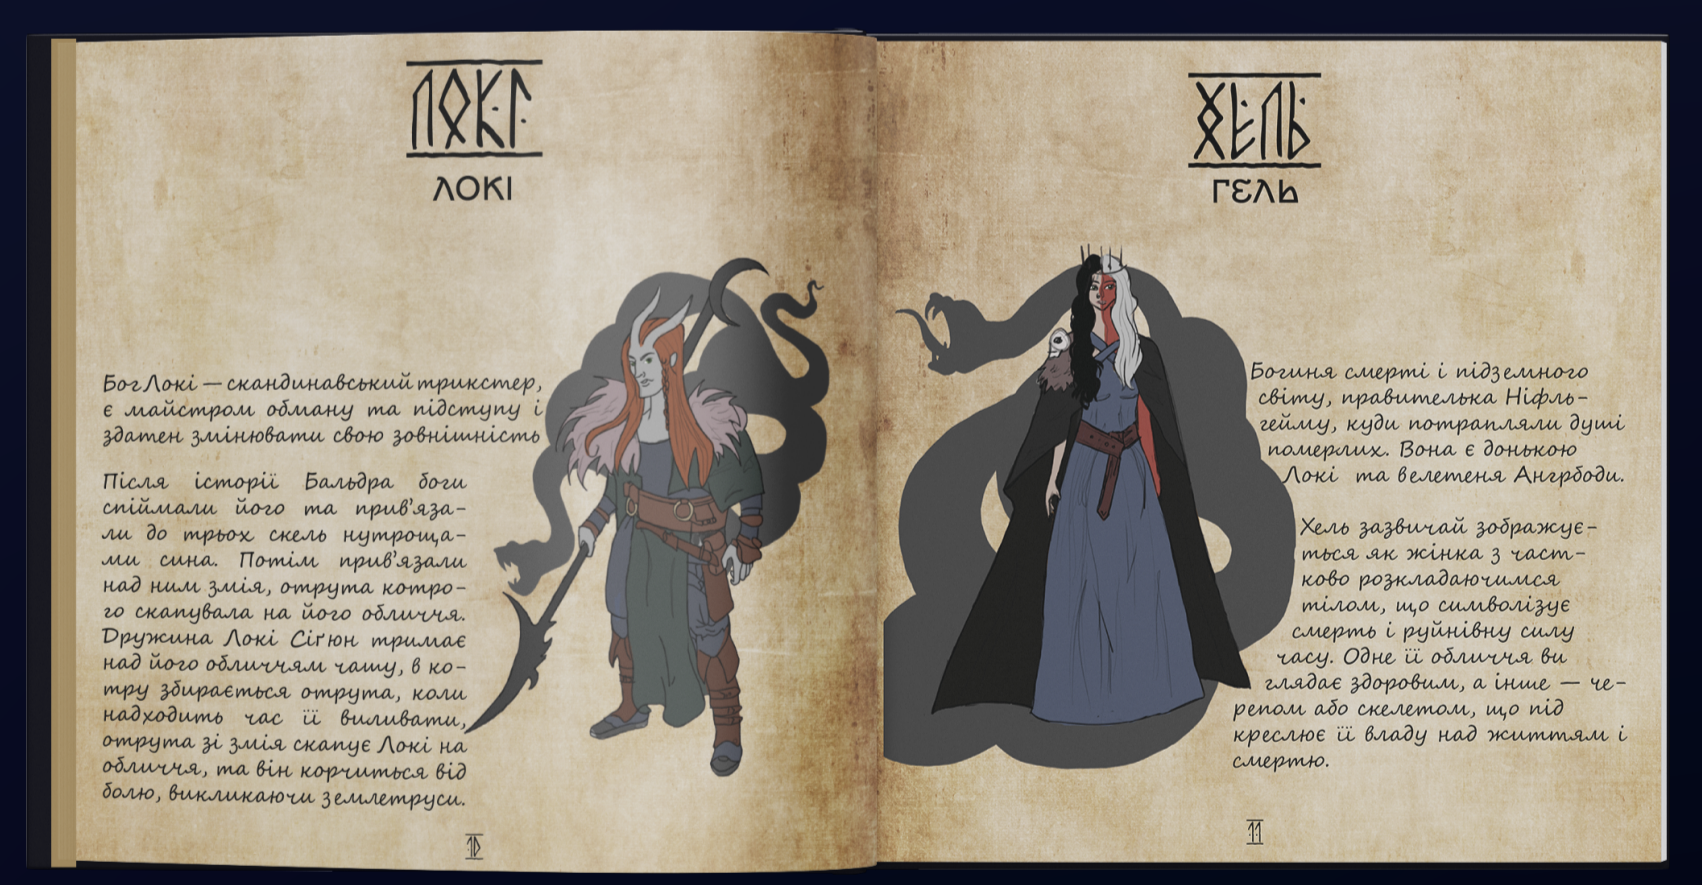 ЛОКІ
ЛОКІ
Бог Локі — скандинавський трикстер,
є майстром обману та підступу і
здатен змінювати свою зовнішність
Після історії Бальдра боги
спіймали його та прив'яза-
ли до трьох скель нутроща-
ми сина. Потім прив'язали
над ним змія, отрута котро-
го скапувала на його обличчя.
Дружина Локі Сіґюн тримає
над його обличчям чашу, в ко-
тру збирається отрута, коли
надходить час її виливати,
отрута зі змія скапує Локі на
обличчя, та він корчиться від
болю, викликаючи землетруси.
10
ХЕЛЬ
ГЕЛЬ
Богиня смерті і підземного
світу, правителька Ніфль-
гейму, куди потрапляли душі
померлих. Вона є донькою
Локі та велетеня Ангрбоди.
Хель зазвичай зображує-
ться як жінка з част-
ково розкладаючимся
тілом, що символізує
смерть і руйнівну силу
часу. Одне її обличчя ви
глядає здоровим, а інше — че-
репом або скелетом, що під
креслює її владу над життям і
смертю.
11